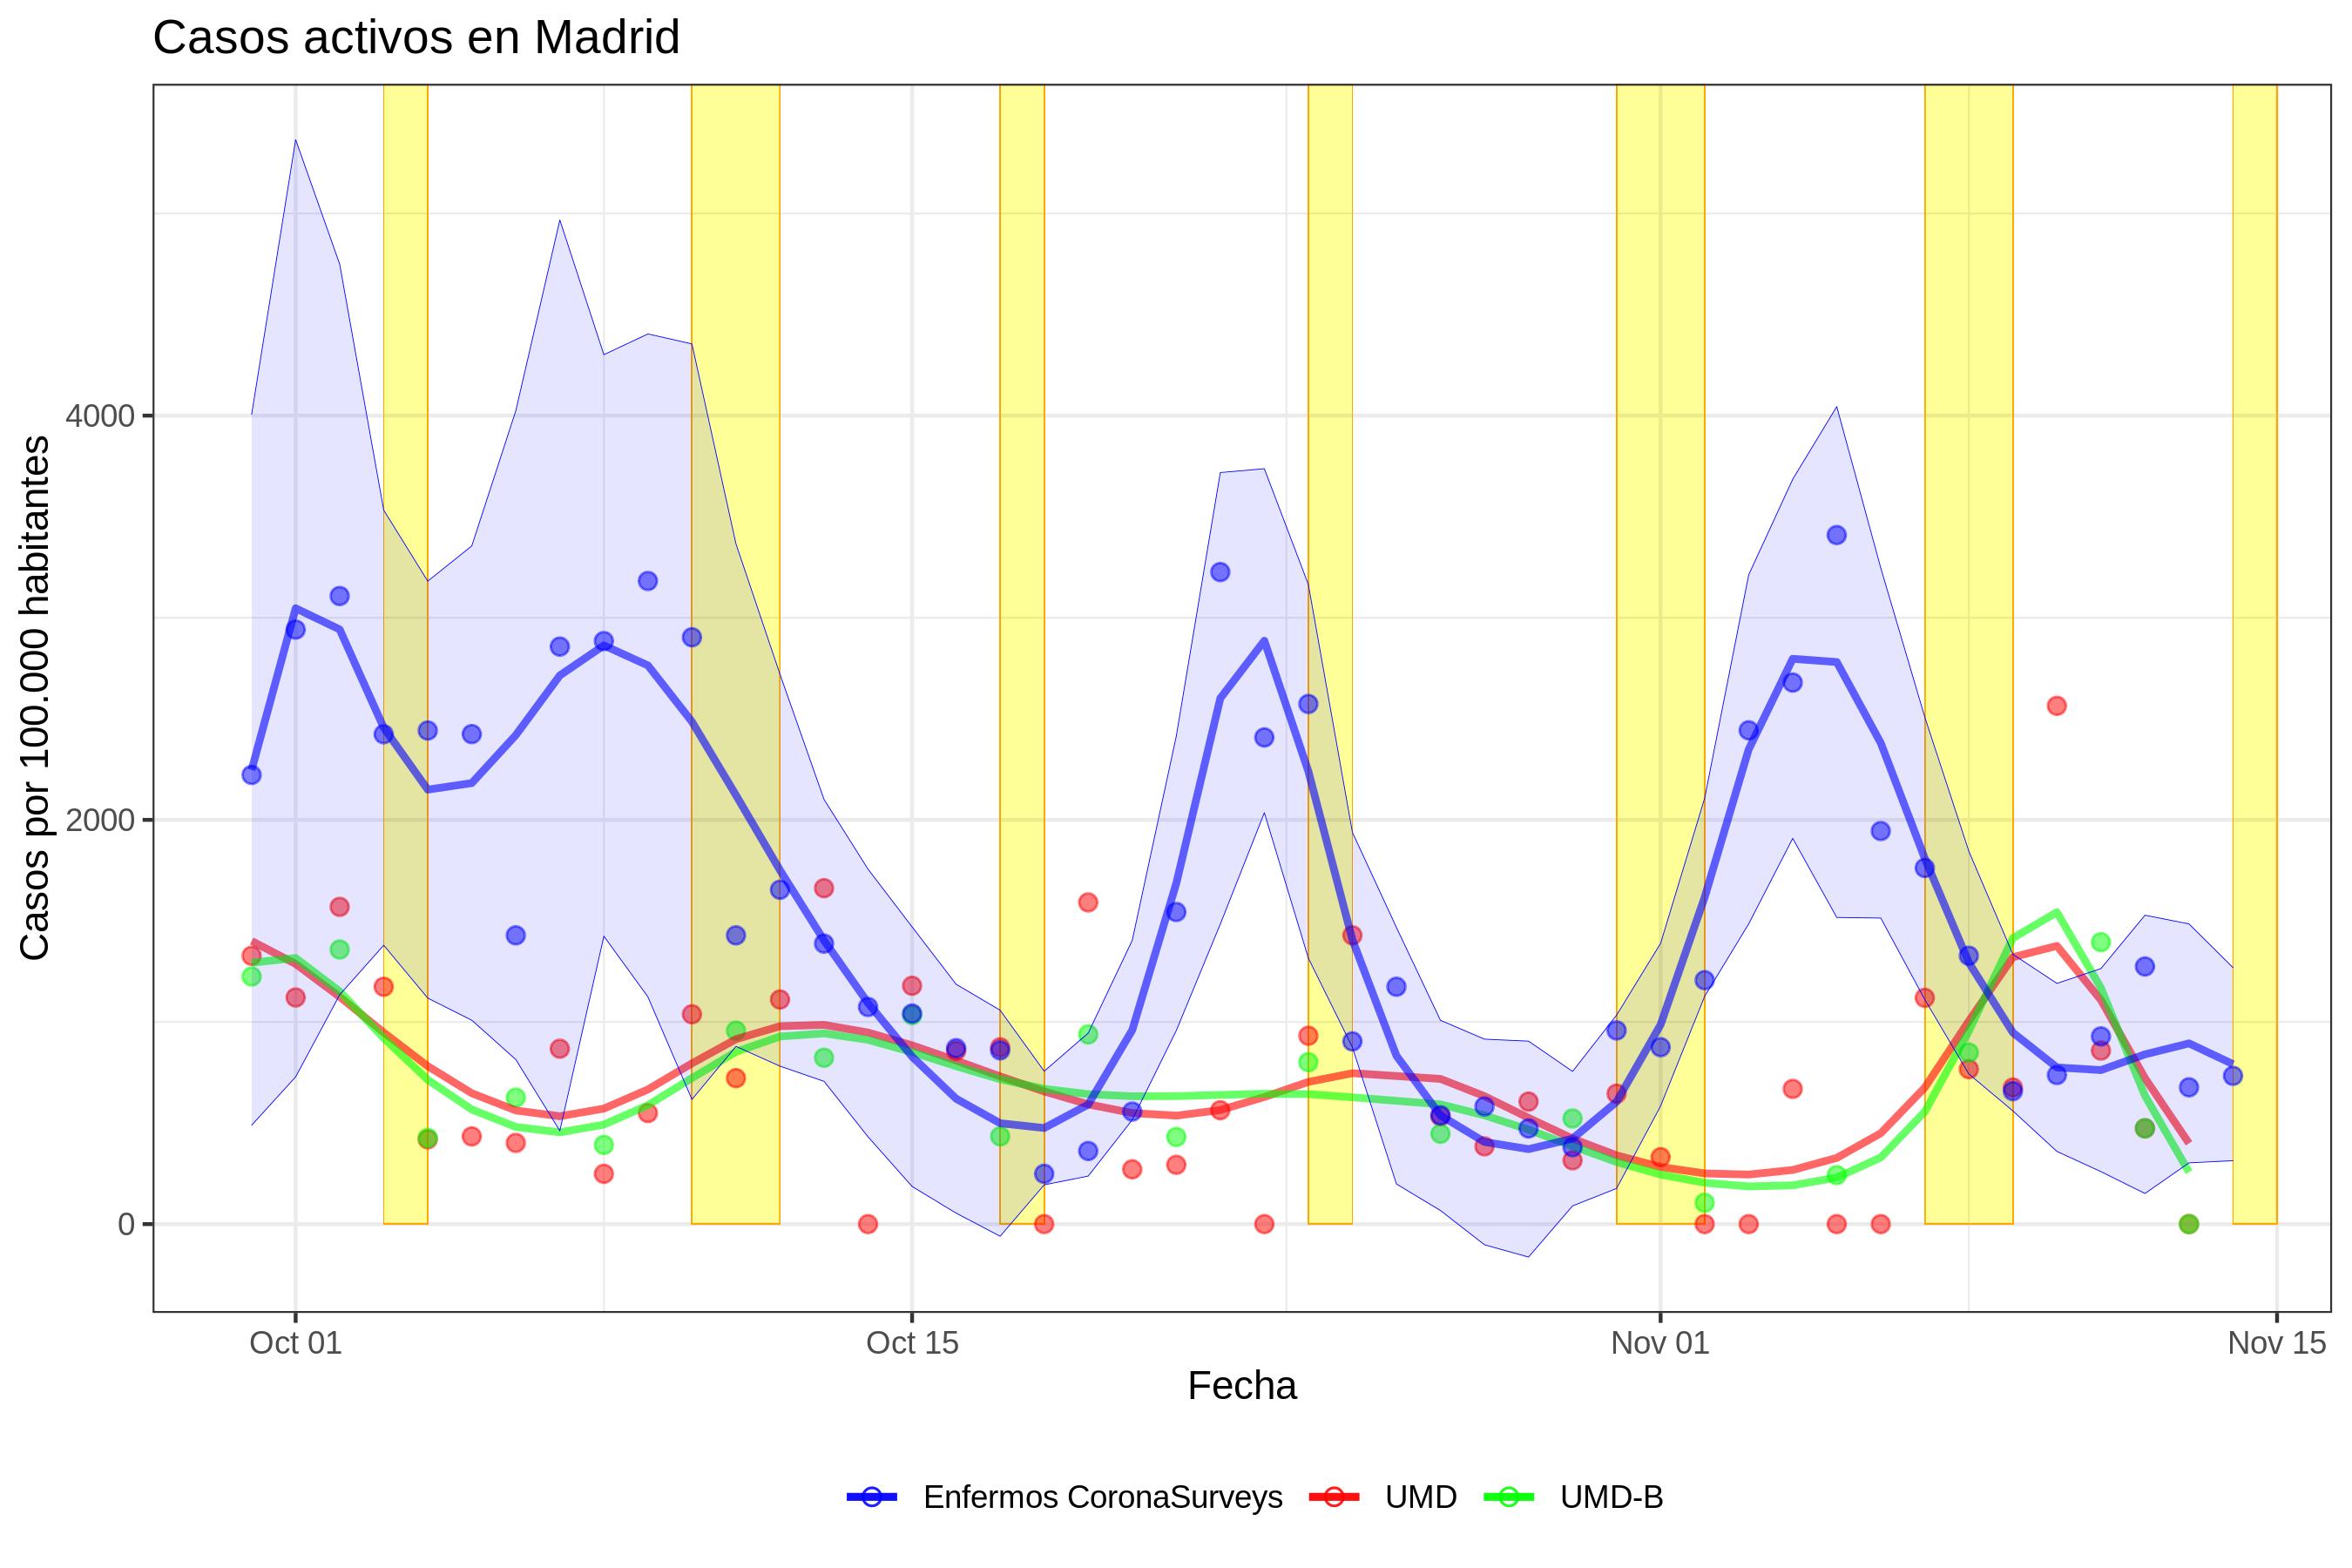 Casos activos en Madrid
Casos por 100.000 habitantes
4000
2000
0
Oct 01
Oct 15
Nov 01
Nov 15
Fecha
Enfermos CoronaSurveys
UMD
UMD-B